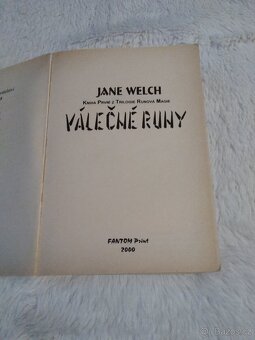 JANE WELCH
KNIHA PRVNÍ Z TRILOGIE RUNOVÁ MAGIE
VÁLEČNÉ RUNY
FANTOM Print
2000